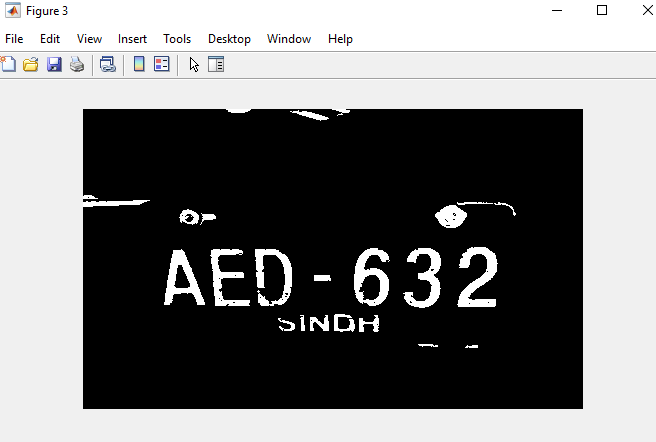 Figure 3
File Edit View Insert Tools Desktop Window Help
AED-632
SINDH